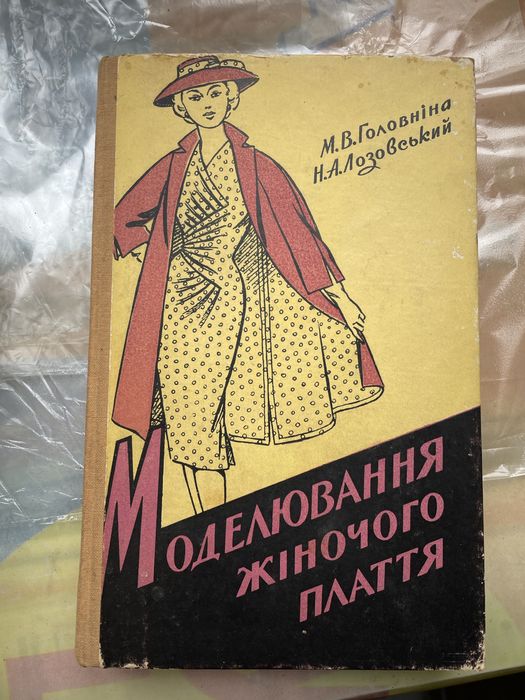 М.В.Головніна
Н.А.Лозовський
Моделювання
жіночого
плаття